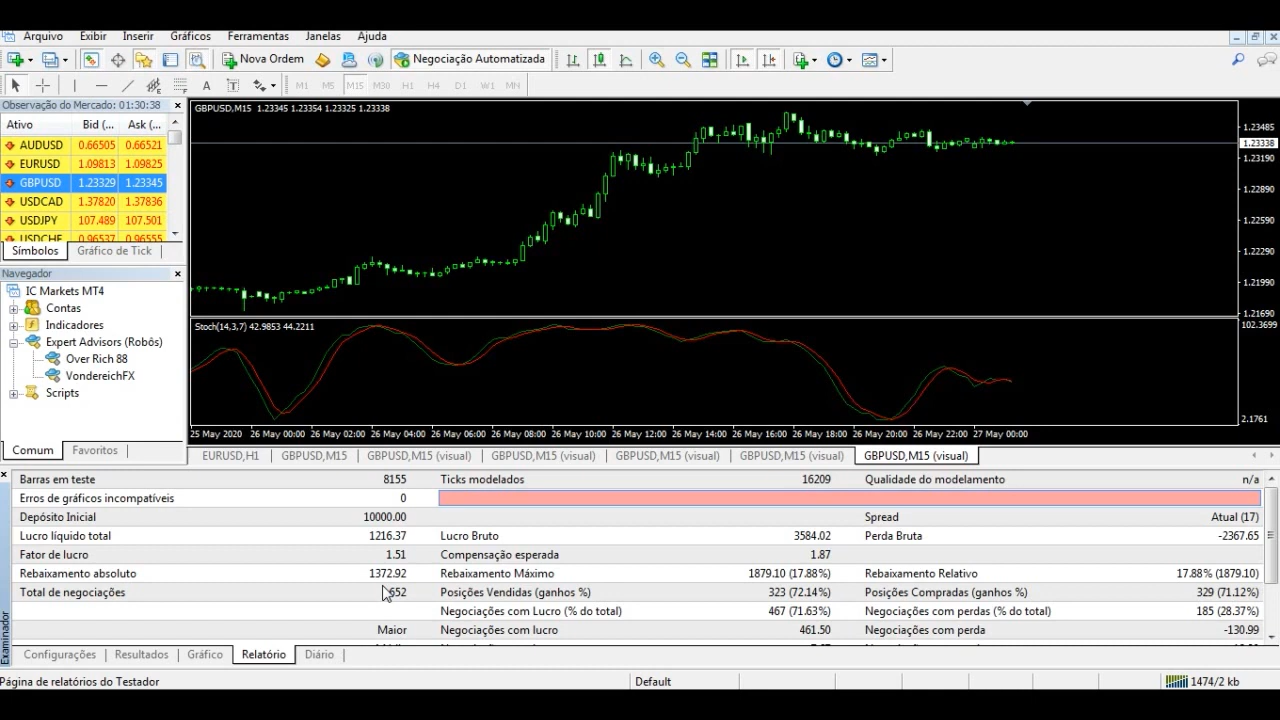 Arquivo Exibir Inserir Gráficos Ferramentas Janelas Ajuda
Nova Ordem Negociação Automatizada
A T M1 M5 M15 M30 H1 H4 D1 W1 MN
Observação do Mercado: 01:30:38
Ativo Bid (... Ask (...
AUDUSD 0.66505 0.66521
EURUSD 1.09813 1.09825
GBPUSD 1.23329 1.23345
USDCAD 1.37820 1.37836
USDJPY 107.489 107.501
USDCHF 0.96537 0.96555
Símbolos Gráfico de Tick
Navegador
IC Markets MT4
Contas
Indicadores
Expert Advisors (Robôs)
Over Rich 88
VondereichFX
Scripts
Comum Favoritos
GBPUSD,M15 1.23345 1.23354 1.23325 1.23338
1.23485
1.23338
1.23190
1.22890
1.22590
1.22290
1.21990
1.21690
Stoch(14,3,7) 42.9853 44.2211
102.3699
2.1761
25 May 2020 26 May 00:00 26 May 02:00 26 May 04:00 26 May 06:00 26 May 08:00 26 May 10:00 26 May 12:00 26 May 14:00 26 May 16:00 26 May 18:00 26 May 20:00 26 May 22:00 27 May 00:00
EURUSD,H1 GBPUSD,M15 GBPUSD,M15 (visual) GBPUSD,M15 (visual) GBPUSD,M15 (visual) GBPUSD,M15 (visual) GBPUSD,M15 (visual)
Barras em teste 8155 Ticks modelados 16209 Qualidade do modelamento n/a
Erros de gráficos incompatíveis 0
Depósito Inicial 10000.00 Spread Atual (17)
Lucro líquido total 1216.37 Lucro Bruto 3584.02 Perda Bruta -2367.65
Fator de lucro 1.51 Compensação esperada 1.87
Rebaixamento absoluto 1372.92 Rebaixamento Máximo 1879.10 (17.88%) Rebaixamento Relativo 17.88% (1879.10)
Total de negociações 652 Posições Vendidas (ganhos %) 323 (72.14%) Posições Compradas (ganhos %) 329 (71.12%)
Negociações com Lucro (% do total) 467 (71.63%) Negociações com perdas (% do total) 185 (28.37%)
Maior Negociações com lucro 461.50 Negociações com perda -130.99
Examinador
Configurações Resultados Gráfico Relatório Diário
Página de relatórios do Testador Default 1474/2 kb